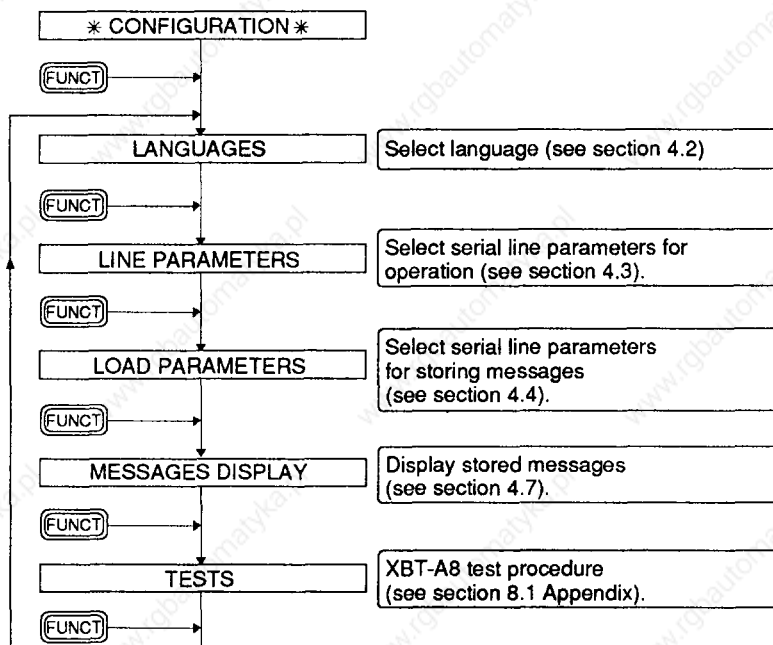 * CONFIGURATION *
FUNCT
LANGUAGES
Select language (see section 4.2)
FUNCT
LINE PARAMETERS
Select serial line parameters for
operation (see section 4.3).
FUNCT
LOAD PARAMETERS
Select serial line parameters
for storing messages
(see section 4.4).
FUNCT
MESSAGES DISPLAY
Display stored messages
(see section 4.7).
FUNCT
TESTS
XBT-A8 test procedure
(see section 8.1 Appendix).
FUNCT
www.rgbautomatyka.pl